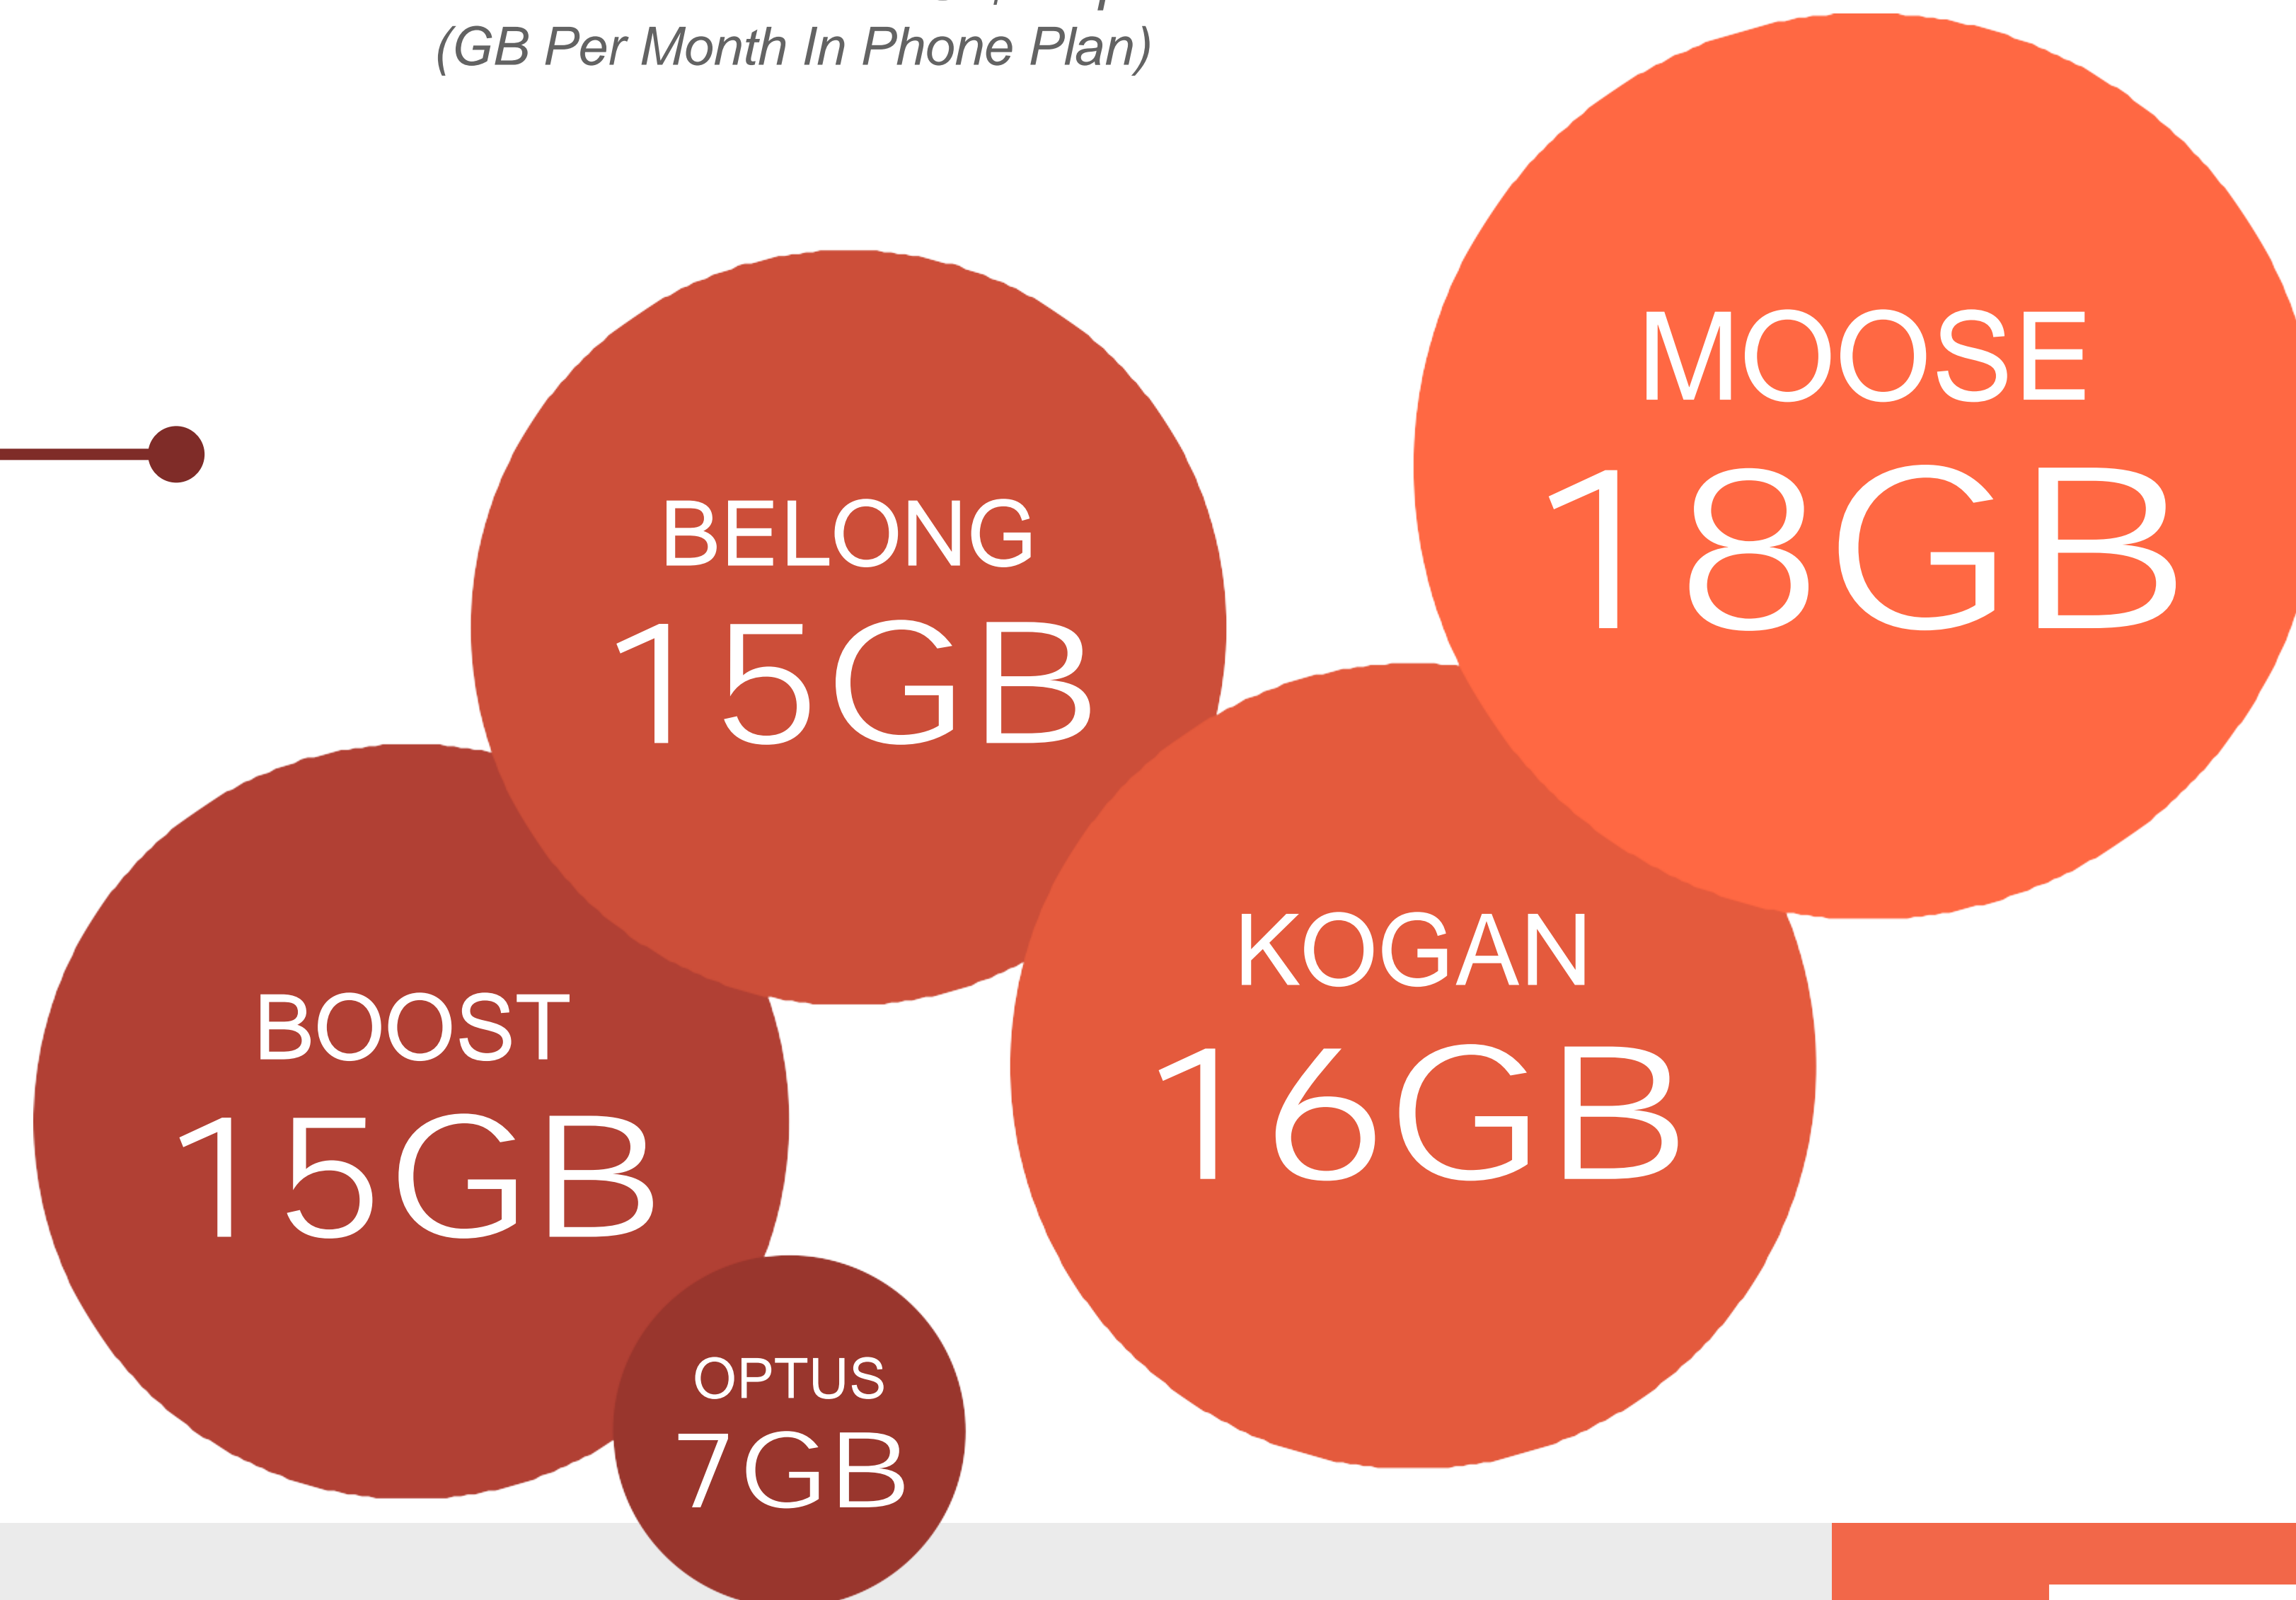 (GB Per Month In Phone Plan)
MOOSE
18GB
BELONG
15GB
KOGAN
16GB
BOOST
15GB
OPTUS
7GB